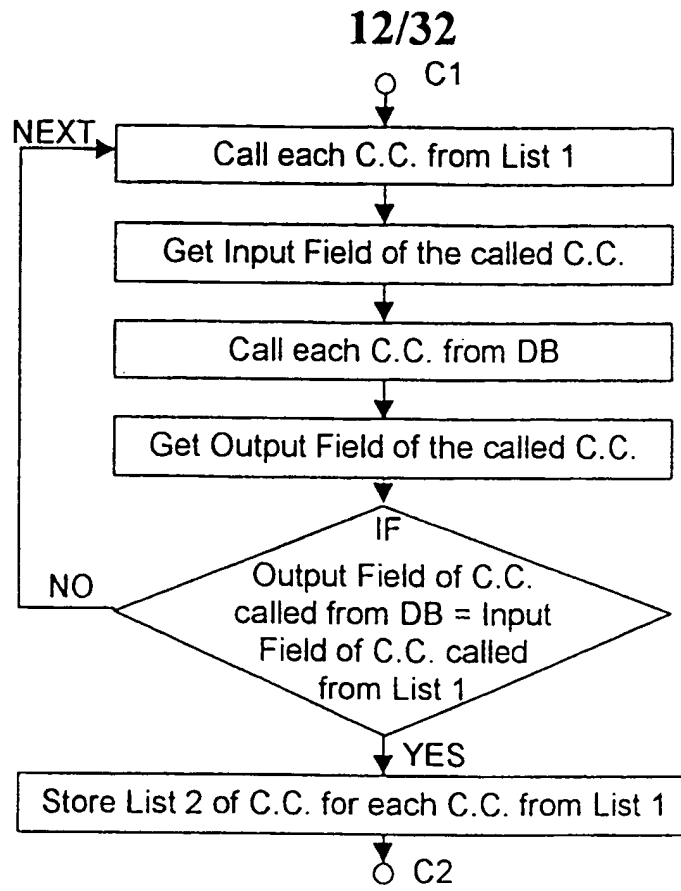 12/32
C1
NEXT
Call each C.C. from List 1
Get Input Field of the called C.C.
Call each C.C. from DB
Get Output Field of the called C.C.
IF
Output Field of C.C.
called from DB = Input
Field of C.C. called
from List 1
NO
YES
Store List 2 of C.C. for each C.C. from List 1
C2